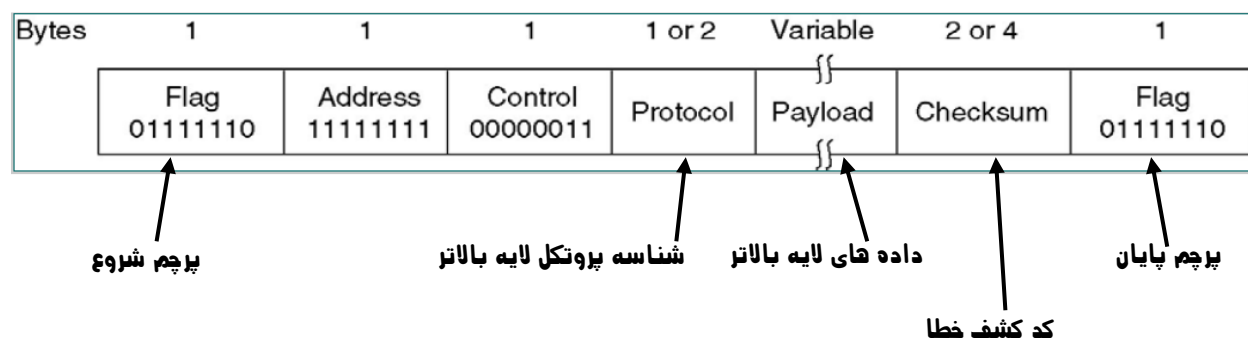 Bytes 1 1 1 1 or 2 Variable 2 or 4 1
Flag Address Control Protocol Payload Checksum Flag
01111110 11111111 00000011 01111110
پرچم شروع
شناسه پروتکل لایه بالاتر
داده های لایه بالاتر
پرچم پایان
کد کشف خطا